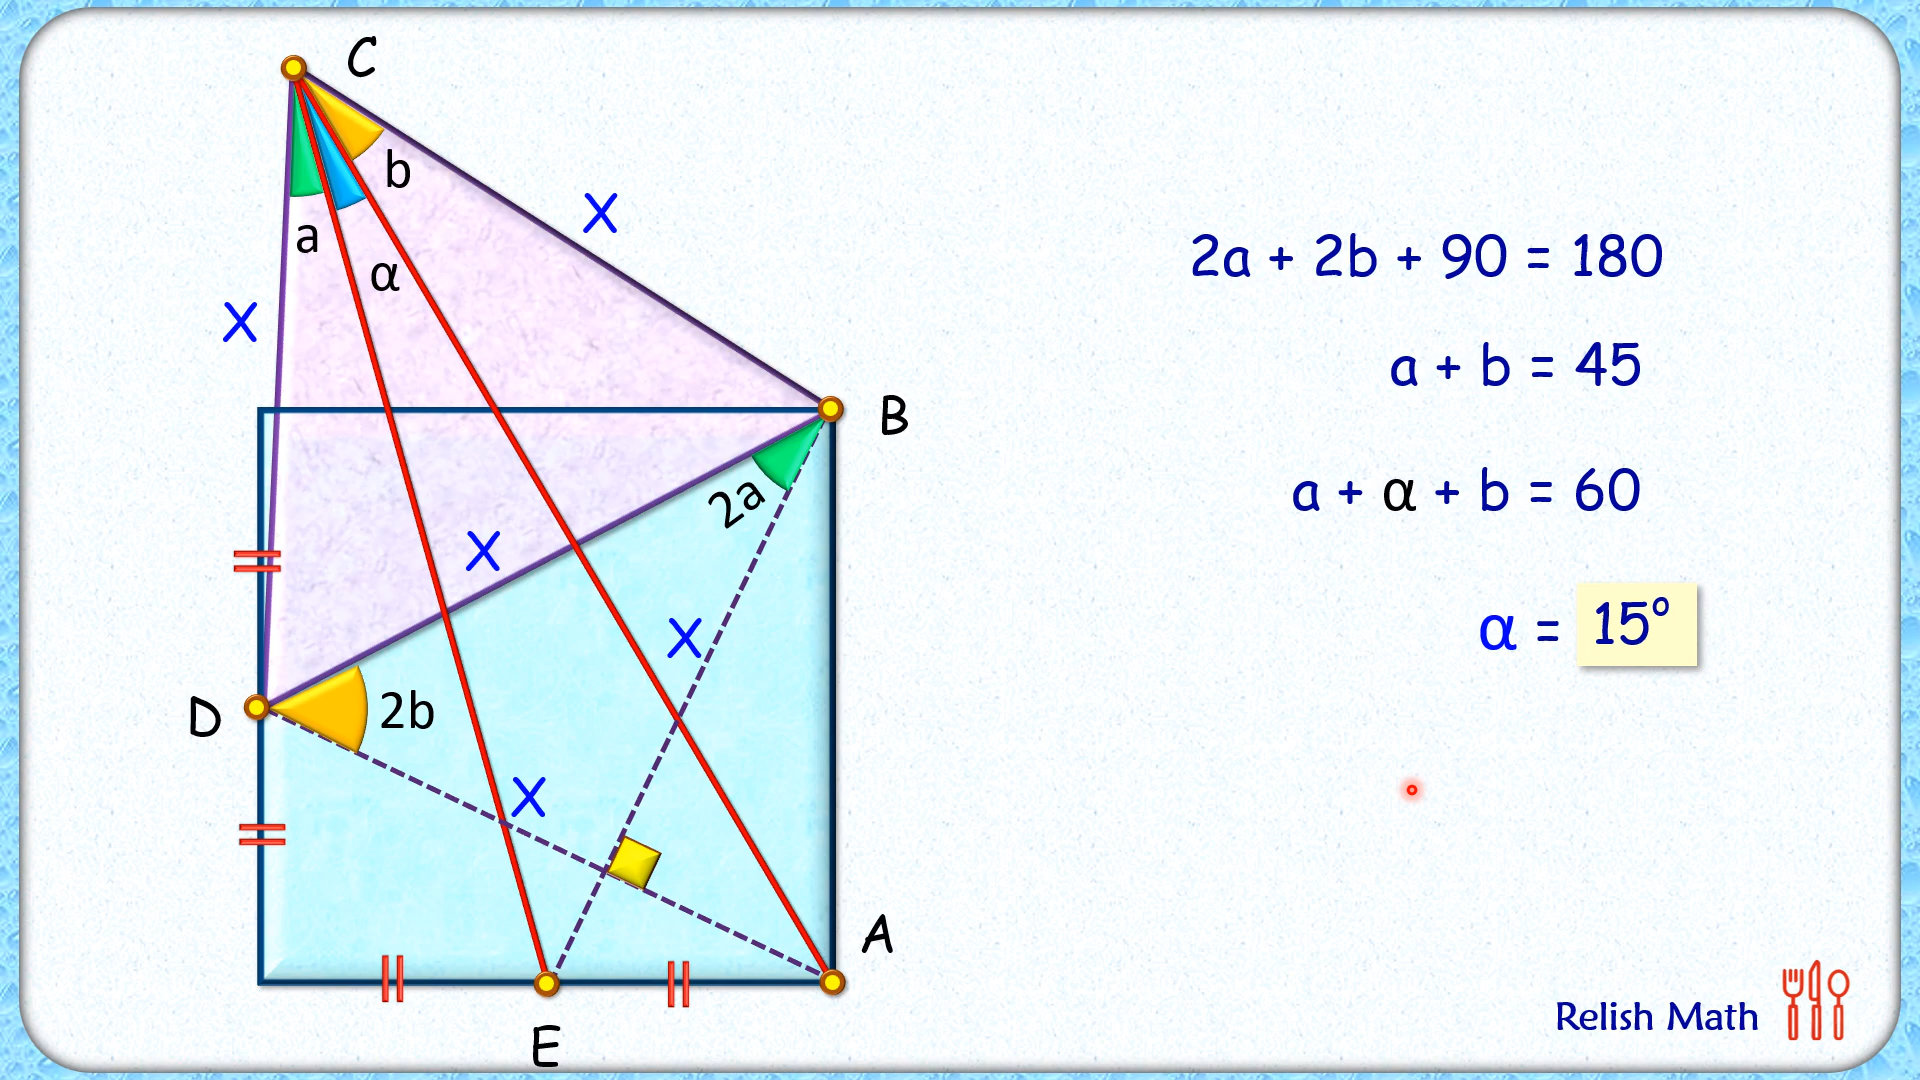 C
b
x
a
α
x
2a + 2b + 90 = 180
a + b = 45
B
2a
a + α + b = 60
x
x
α = 15°
D
2b
x
A
E
Relish Math